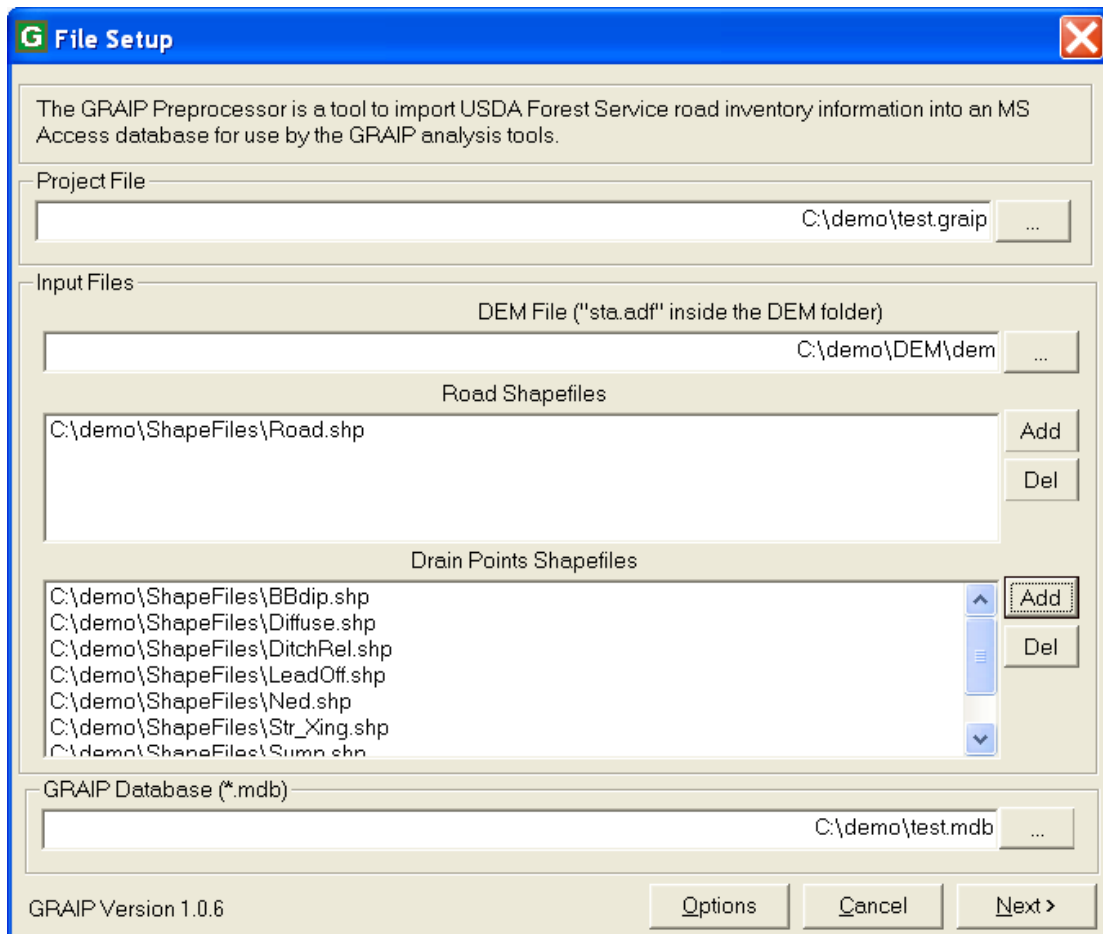 G File Setup
The GRAIP Preprocessor is a tool to import USDA Forest Service road inventory information into an MS
Access database for use by the GRAIP analysis tools.
Project File
C:\demo\test.graip ...
Input Files
DEM File ("sta.adf" inside the DEM folder)
C:\demo\DEM\dem ...
Road Shapefiles
C:\demo\ShapeFiles\Road.shp
Add
Del
Drain Points Shapefiles
C:\demo\ShapeFiles\BBdip.shp
C:\demo\ShapeFiles\Diffuse.shp
C:\demo\ShapeFiles\DitchRel.shp
C:\demo\ShapeFiles\LeadOff.shp
C:\demo\ShapeFiles\Ned.shp
C:\demo\ShapeFiles\Str_Xing.shp
C:\demo\ShapeFiles\Sump.shp
Add
Del
GRAIP Database (*.mdb)
C:\demo\test.mdb ...
GRAIP Version 1.0.6
Options Cancel Next >